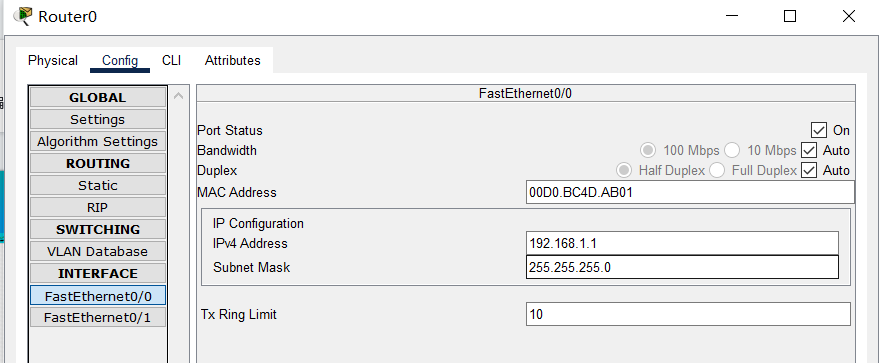 Router0
Physical Config CLI Attributes
GLOBAL
Settings
Algorithm Settings
ROUTING
Static
RIP
SWITCHING
VLAN Database
INTERFACE
FastEthernet0/0
FastEthernet0/1
FastEthernet0/0
Port Status On
Bandwidth 100 Mbps 10 Mbps Auto
Duplex Half Duplex Full Duplex Auto
MAC Address 00D0.BC4D.AB01
IP Configuration
IPv4 Address 192.168.1.1
Subnet Mask 255.255.255.0
Tx Ring Limit 10